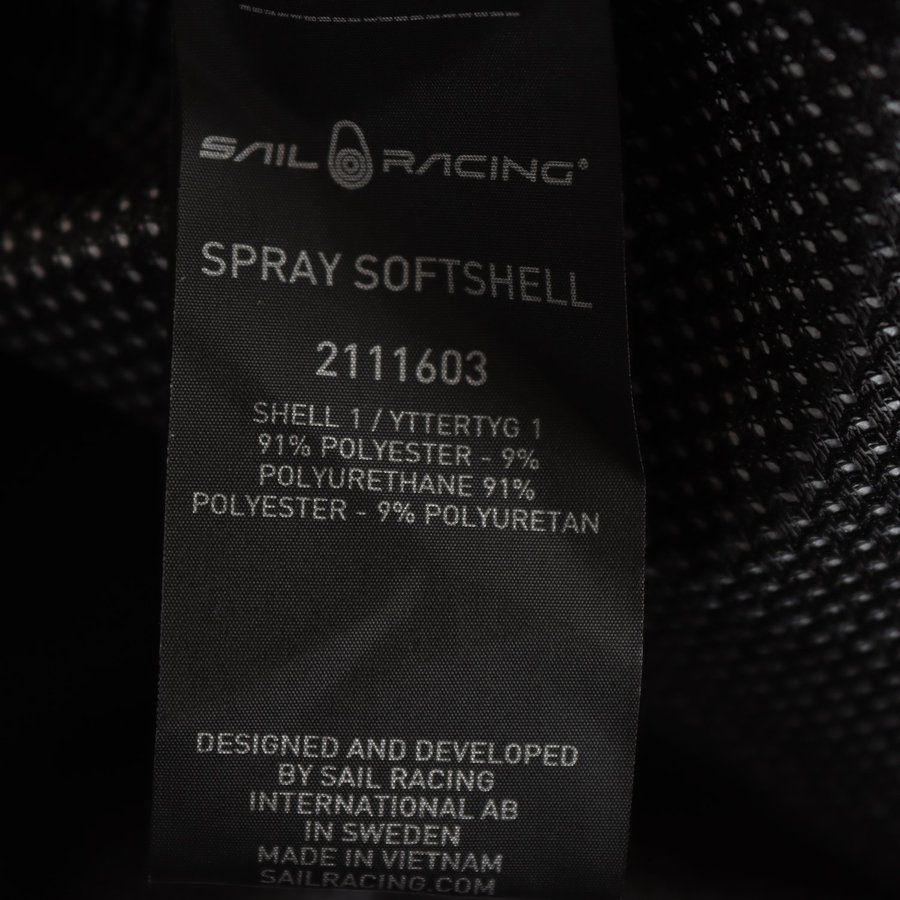 SAIL RACING®
SPRAY SOFTSHELL
2111603
SHELL 1 / YTTERTYG 1
91% POLYESTER - 9%
POLYURETHANE 91%
POLYESTER - 9% POLYURETAN
DESIGNED AND DEVELOPED
BY SAIL RACING
INTERNATIONAL AB
IN SWEDEN
MADE IN VIETNAM
SAILRACING.COM